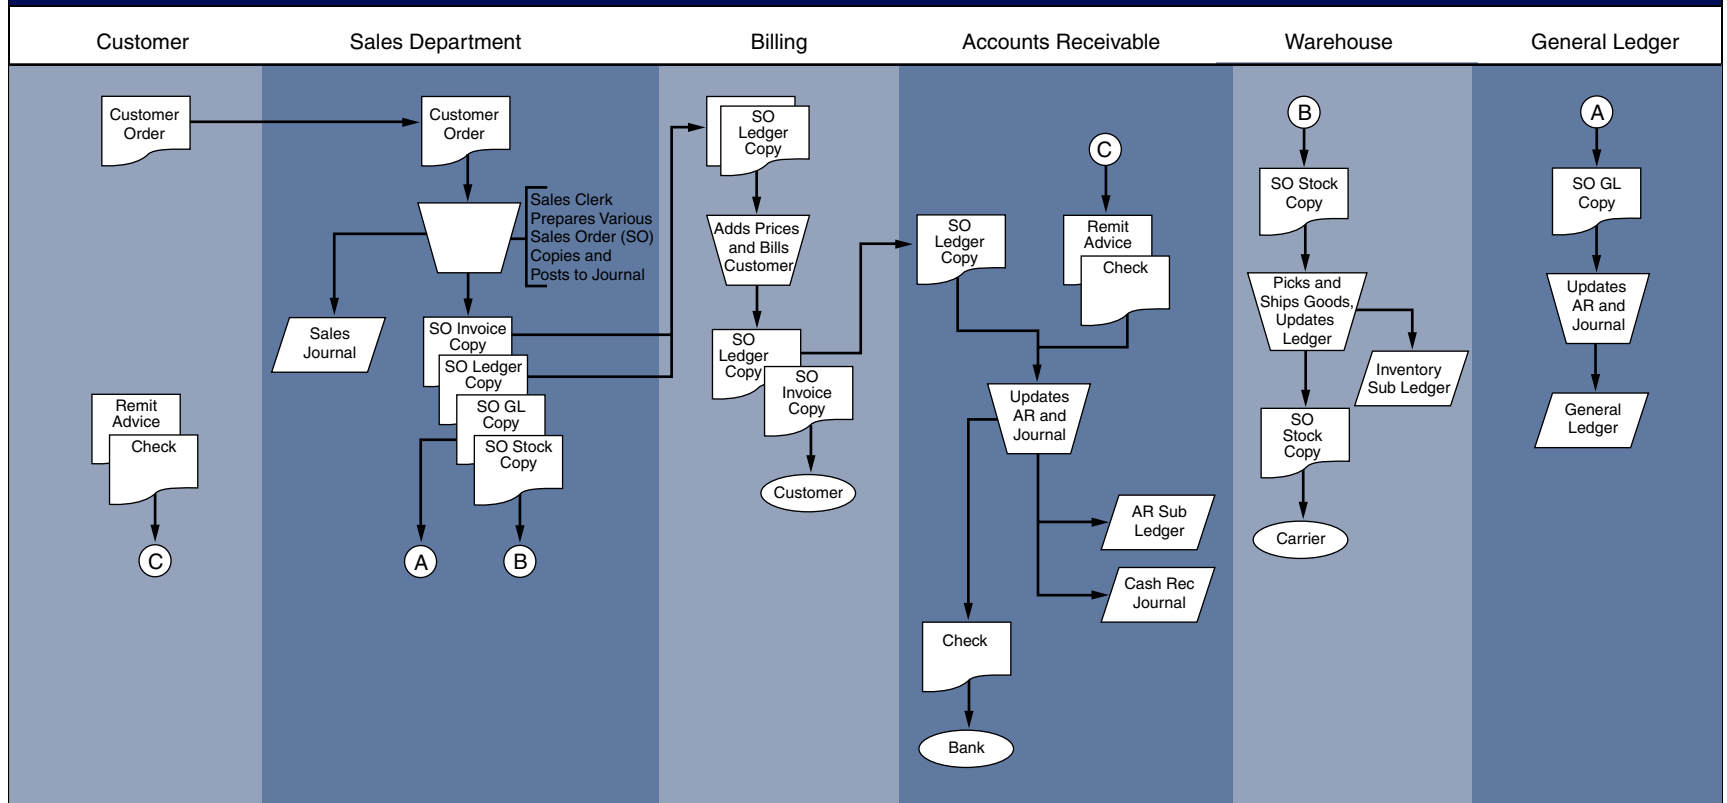 Customer
Sales Department
Billing
Accounts Receivable
Warehouse
General Ledger
Customer
Order
Remit
Advice
Check
C
Customer
Order
Sales Clerk
Prepares Various
Sales Order (SO)
Copies and
Posts to Journal
Sales
Journal
SO Invoice
Copy
SO Ledger
Copy
SO GL
Copy
SO Stock
Copy
A
B
SO
Ledger
Copy
Adds Prices
and Bills
Customer
SO
Ledger
Copy
SO
Invoice
Copy
Customer
SO
Ledger
Copy
C
Remit
Advice
Check
Updates
AR and
Journal
AR Sub
Ledger
Cash Rec
Journal
Check
Bank
B
SO Stock
Copy
Picks and
Ships Goods,
Updates
Ledger
Inventory
Sub Ledger
SO
Stock
Copy
Carrier
A
SO GL
Copy
Updates
AR and
Journal
General
Ledger